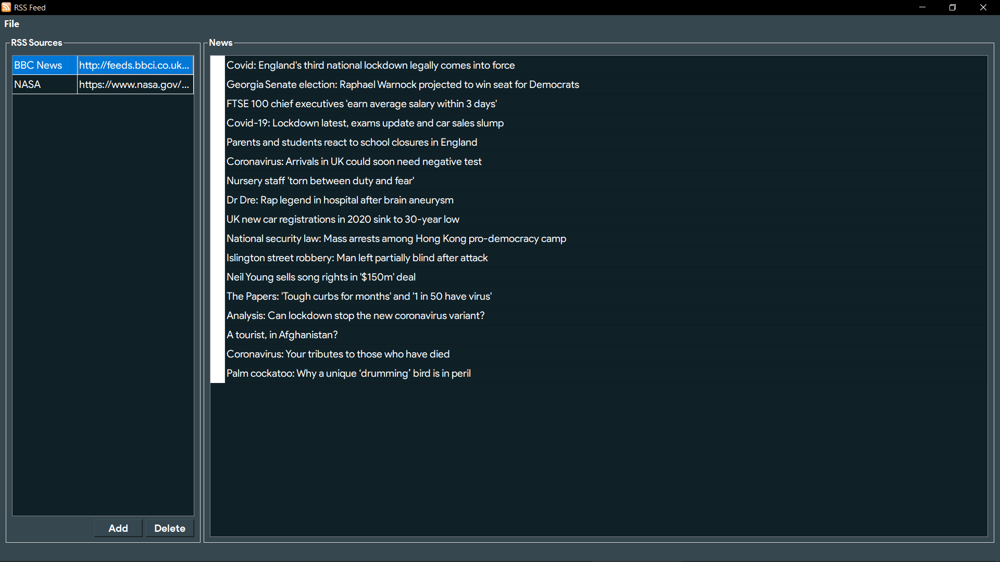 RSS Feed
File
RSS Sources
BBC News http://feeds.bbci.co.uk...
NASA https://www.nasa.gov/...
Add Delete
News
Covid: England's third national lockdown legally comes into force
Georgia Senate election: Raphael Warnock projected to win seat for Democrats
FTSE 100 chief executives 'earn average salary within 3 days'
Covid-19: Lockdown latest, exams update and car sales slump
Parents and students react to school closures in England
Coronavirus: Arrivals in UK could soon need negative test
Nursery staff 'torn between duty and fear'
Dr Dre: Rap legend in hospital after brain aneurysm
UK new car registrations in 2020 sink to 30-year low
National security law: Mass arrests among Hong Kong pro-democracy camp
Islington street robbery: Man left partially blind after attack
Neil Young sells song rights in '$150m' deal
The Papers: 'Tough curbs for months' and '1 in 50 have virus'
Analysis: Can lockdown stop the new coronavirus variant?
A tourist, in Afghanistan?
Coronavirus: Your tributes to those who have died
Palm cockatoo: Why a unique ‘drumming’ bird is in peril